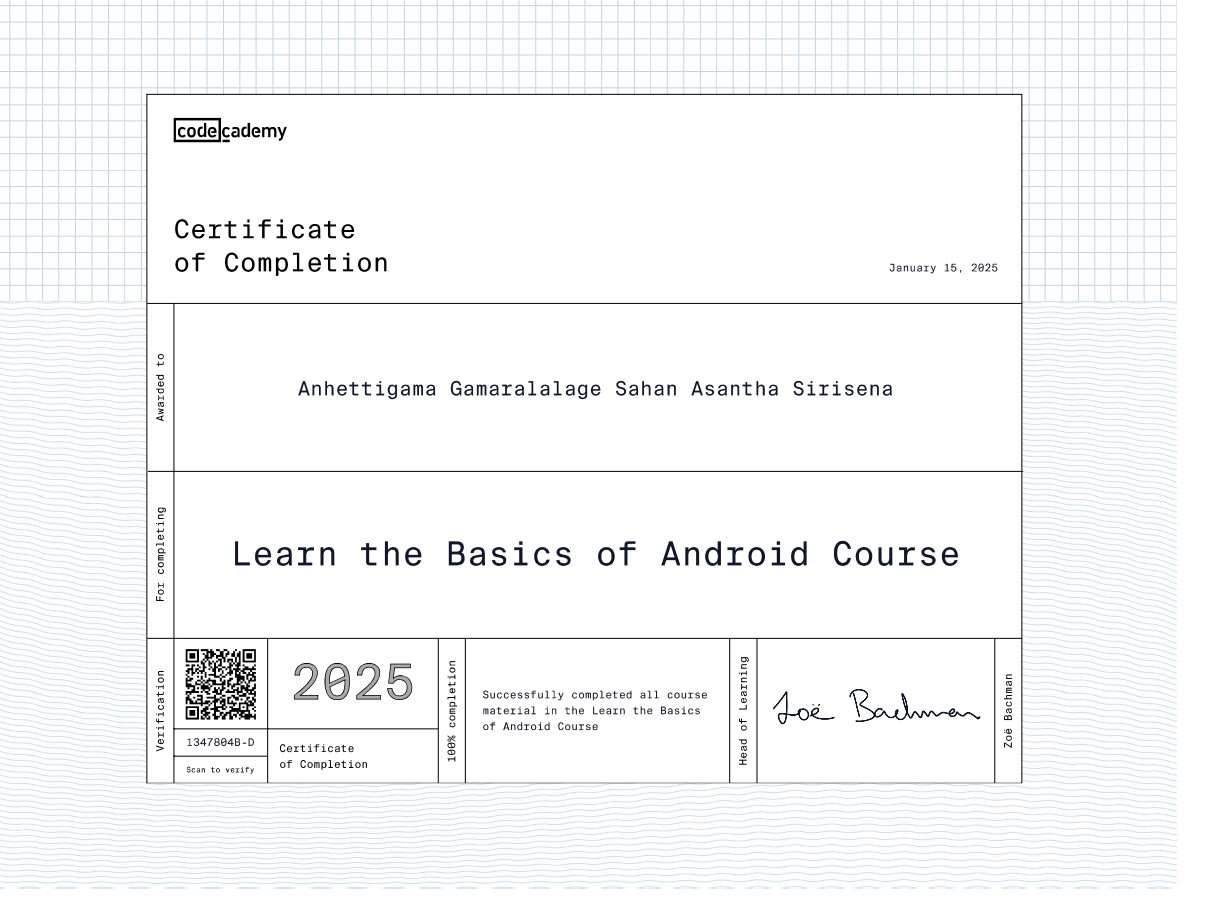 codecademy
Certificate
of Completion
January 15, 2025
Awarded to
Anhettigama Gamaralalage Sahan Asantha Sirisena
For completing
Learn the Basics of Android Course
Verification
1347804B-D
Scan to verify
2025
Certificate
of Completion
100% completion
Successfully completed all course
material in the Learn the Basics
of Android Course
Head of Learning
Zoë Bachman
Zoë Bachman